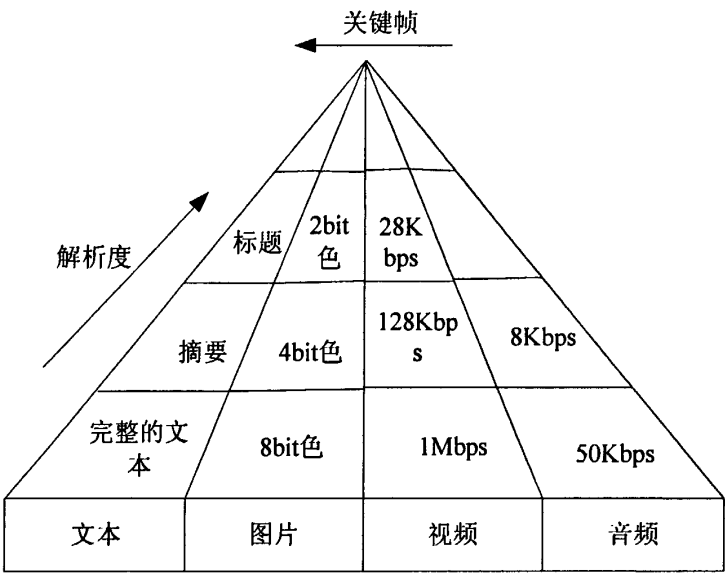 关键帧
解析度
标题
2bit
色
28K
bps
摘要
4bit色
128Kbp
s
8Kbps
完整的文
本
8bit色
1Mbps
50Kbps
文本
图片
视频
音频